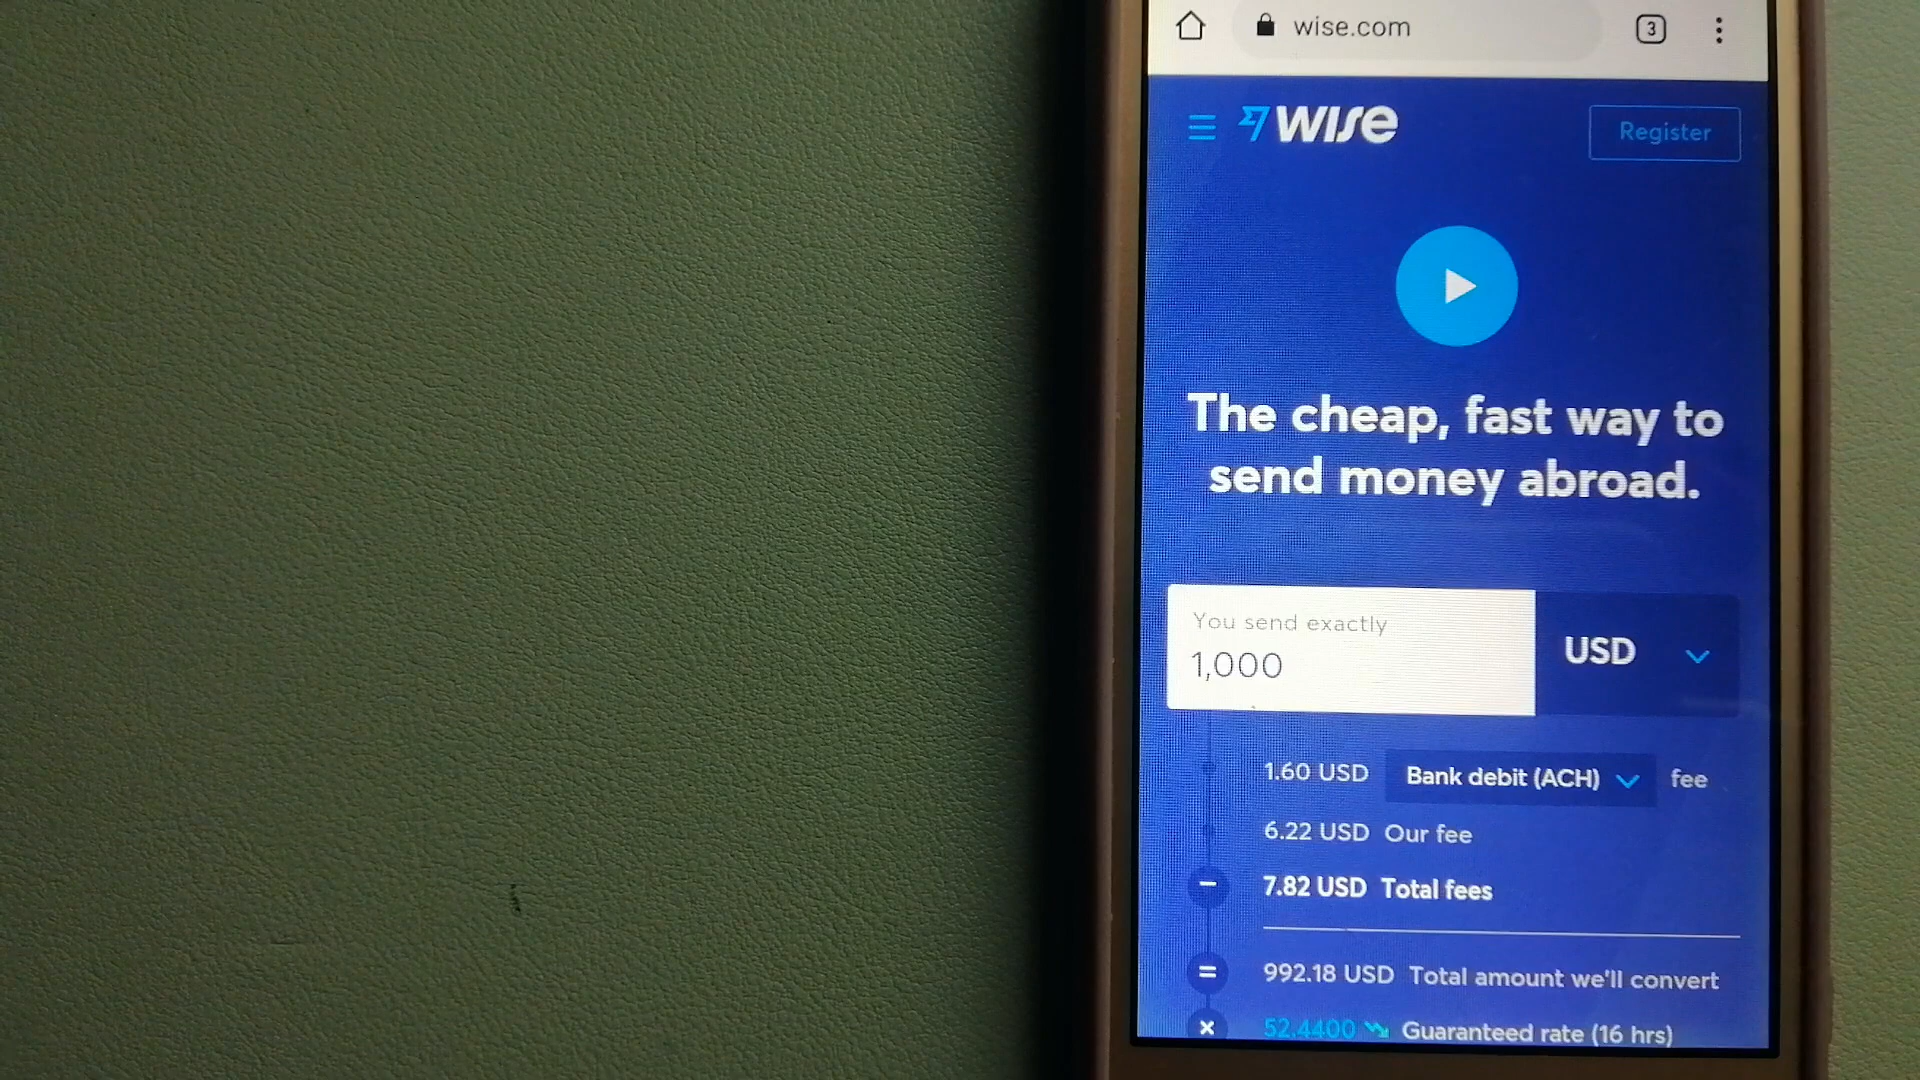 wise.com
3
wise
Register
The cheap, fast way to
send money abroad.
You send exactly
1,000
USD
1.60 USD Bank debit (ACH) fee
6.22 USD Our fee
7.82 USD Total fees
992.18 USD Total amount we'll convert
52.4400 Guaranteed rate (16 hrs)